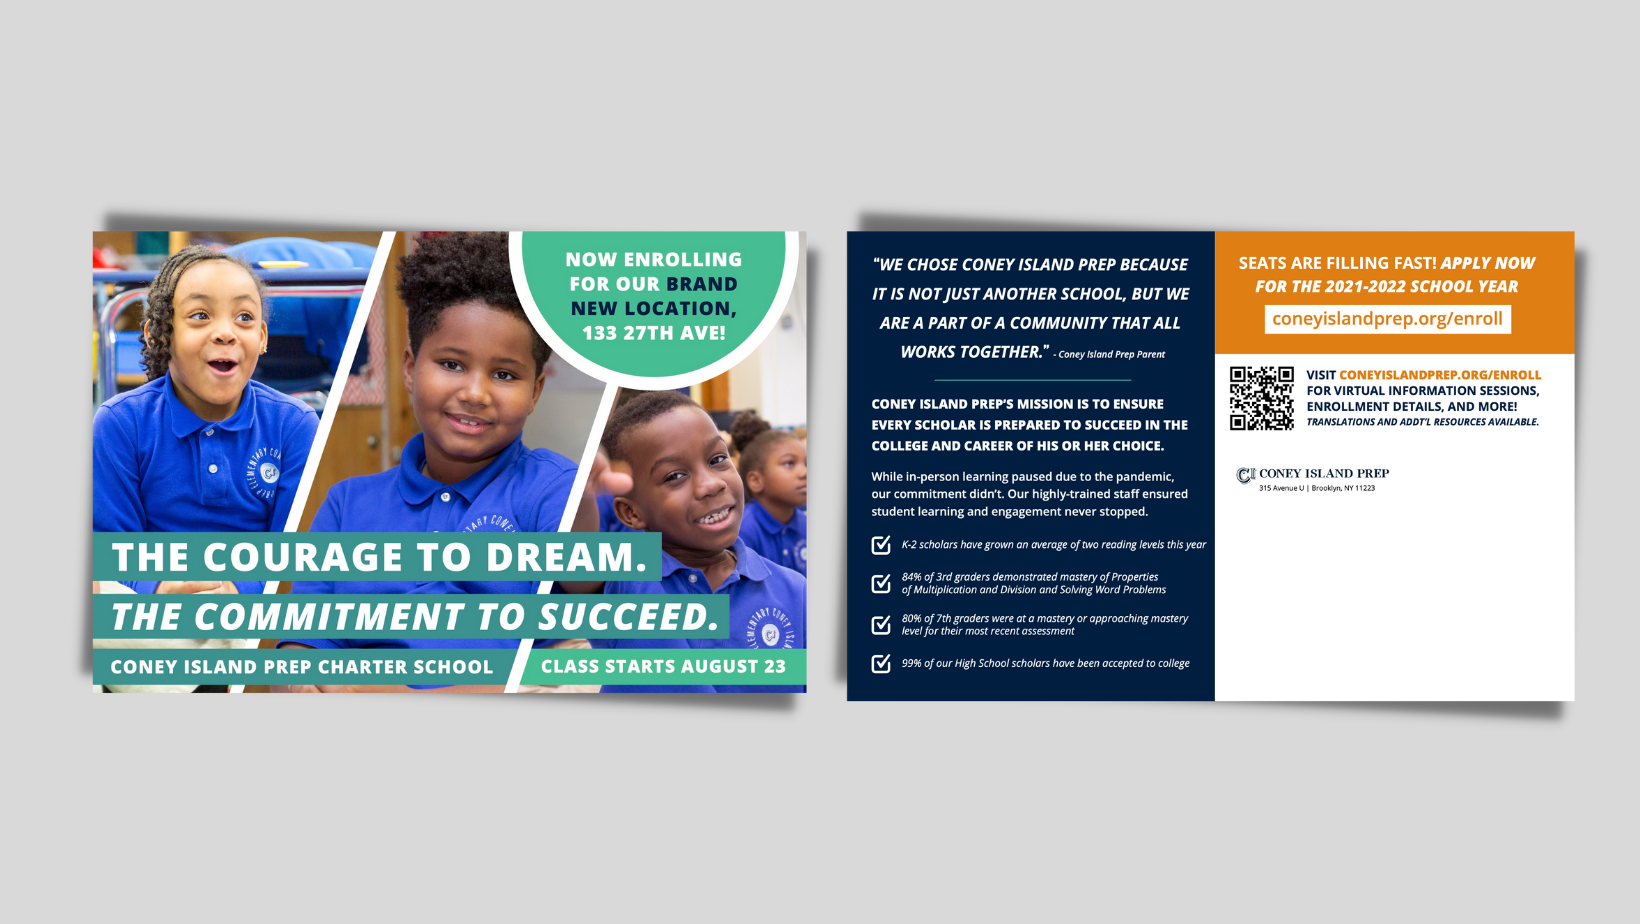 NOW ENROLLING
FOR OUR BRAND
NEW LOCATION,
133 27TH AVE!
THE COURAGE TO DREAM.
THE COMMITMENT TO SUCCEED.
CONEY ISLAND PREP CHARTER SCHOOL
CLASS STARTS AUGUST 23
"WE CHOSE CONEY ISLAND PREP BECAUSE
IT IS NOT JUST ANOTHER SCHOOL, BUT WE
ARE A PART OF A COMMUNITY THAT ALL
WORKS TOGETHER." - Coney Island Prep Parent
CONEY ISLAND PREP'S MISSION IS TO ENSURE
EVERY SCHOLAR IS PREPARED TO SUCCEED IN THE
COLLEGE AND CAREER OF HIS OR HER CHOICE.
While in-person learning paused due to the pandemic,
our commitment didn't. Our highly-trained staff ensured
student learning and engagement never stopped.
K-2 scholars have grown an average of two reading levels this year
84% of 3rd graders demonstrated mastery of Properties
of Multiplication and Division and Solving Word Problems
80% of 7th graders were at a mastery or approaching mastery
level for their most recent assessment
99% of our High School scholars have been accepted to college
SEATS ARE FILLING FAST! APPLY NOW
FOR THE 2021-2022 SCHOOL YEAR
coneyislandprep.org/enroll
VISIT CONEYISLANDPREP.ORG/ENROLL
FOR VIRTUAL INFORMATION SESSIONS,
ENROLLMENT DETAILS, AND MORE!
TRANSLATIONS AND ADDT'L RESOURCES AVAILABLE.
CONEY ISLAND PREP
315 Avenue U | Brooklyn, NY 11223